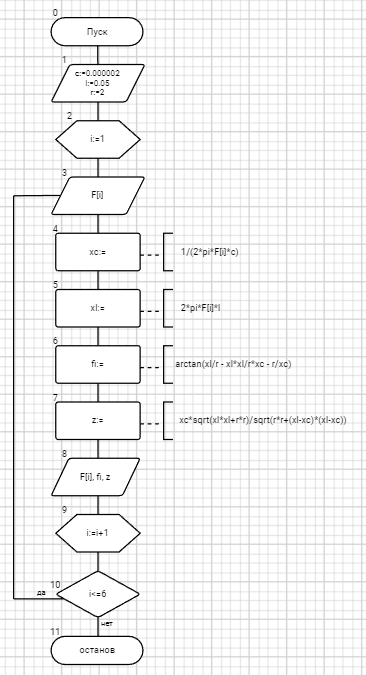 0
Пуск
1
c:=0.000002
l:=0.05
r:=2
2
i:=1
3
F[i]
4
xc:=
1/(2*pi*F[i]*c)
5
xl:=
2*pi*F[i]*l
6
fi:=
arctan(xl/r - xl*xl/r*xc - r/xc)
7
z:=
xc*sqrt(xl*xl+r*r)/sqrt(r*r+(xl-xc)*(xl-xc))
8
F[i], fi, z
9
i:=i+1
10
да
i<=6
нет
11
останов